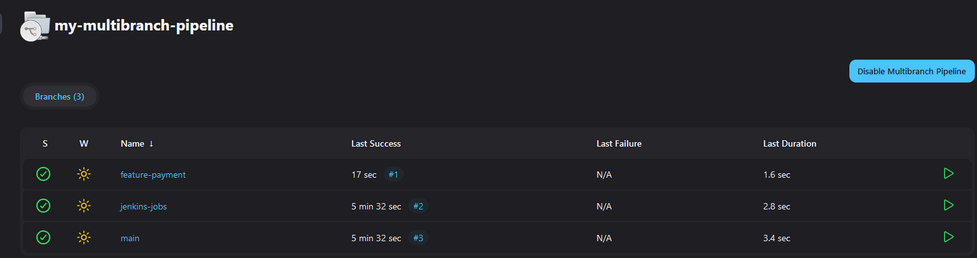 my-multibranch-pipeline
Disable Multibranch Pipeline
Branches (3)
S W Name ↓ Last Success Last Failure Last Duration
feature-payment 17 sec #1 N/A 1.6 sec
jenkins-jobs 5 min 32 sec #2 N/A 2.8 sec
main 5 min 32 sec #3 N/A 3.4 sec